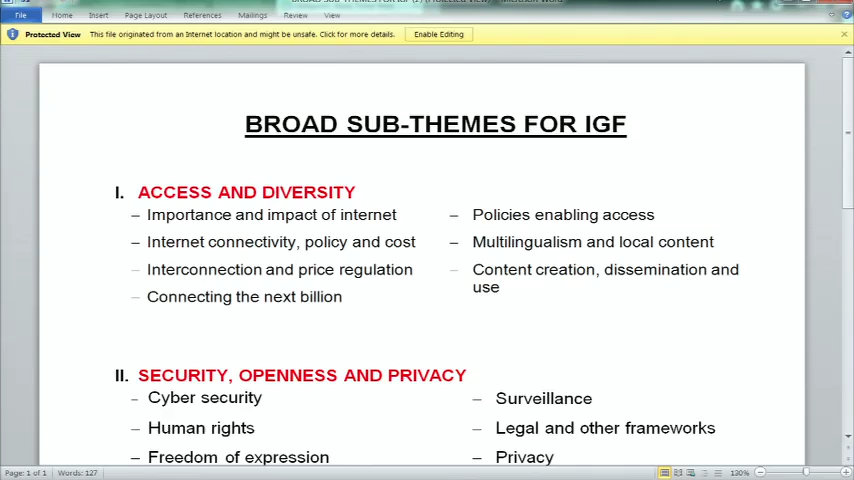 File Home Insert Page Layout References Mailings Review View
Protected View This file originated from an Internet location and might be unsafe. Click for more details. Enable Editing
BROAD SUB-THEMES FOR IGF
I. ACCESS AND DIVERSITY
– Importance and impact of internet
– Internet connectivity, policy and cost
– Interconnection and price regulation
– Connecting the next billion
– Policies enabling access
– Multilingualism and local content
– Content creation, dissemination and
use
II. SECURITY, OPENNESS AND PRIVACY
– Cyber security
– Human rights
– Freedom of expression
– Surveillance
– Legal and other frameworks
– Privacy
Page: 1 of 1 Words: 127 130%